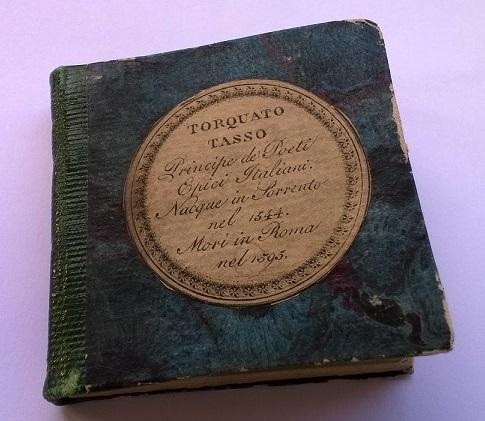 TORQUATO
TASSO
Principe de' Poeti
Epici Italiani.
Nacque in Sorrento
nel 1544.
Morì in Roma
nel 1595.